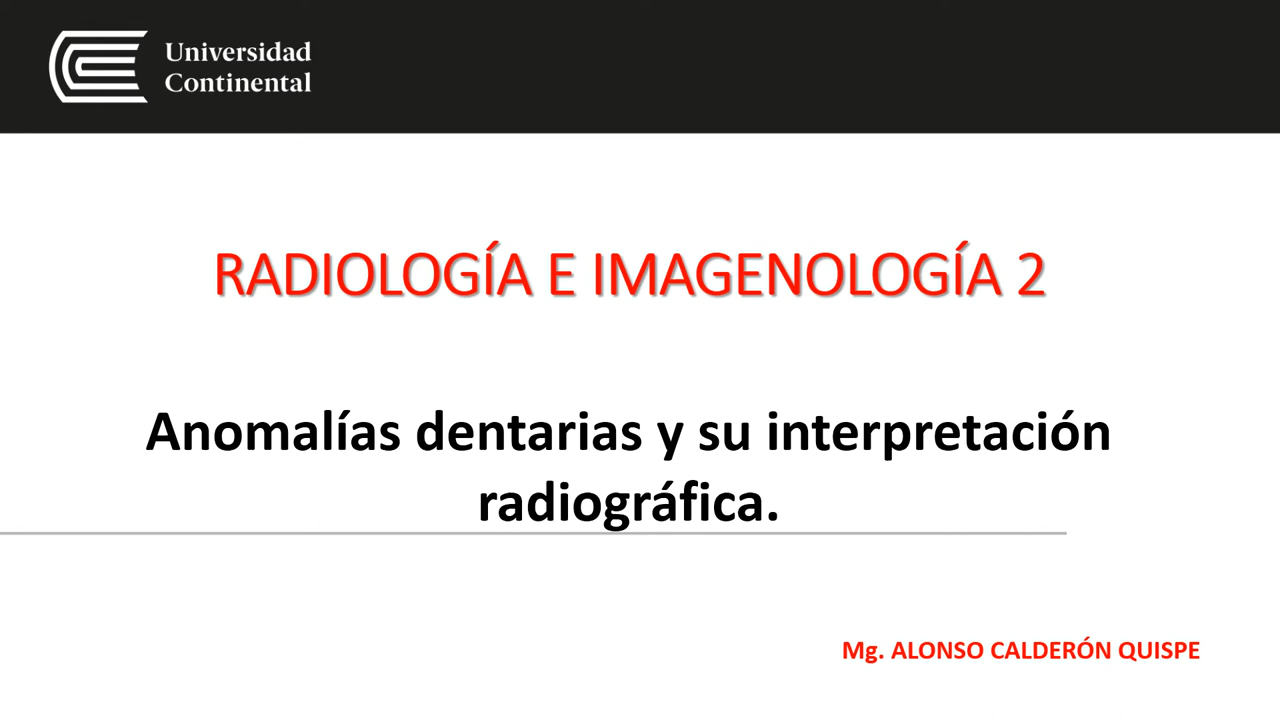 Universidad
Continental
RADIOLOGÍA E IMAGENOLOGÍA 2
Anomalías dentarias y su interpretación
radiográfica.
Mg. ALONSO CALDERÓN QUISPE